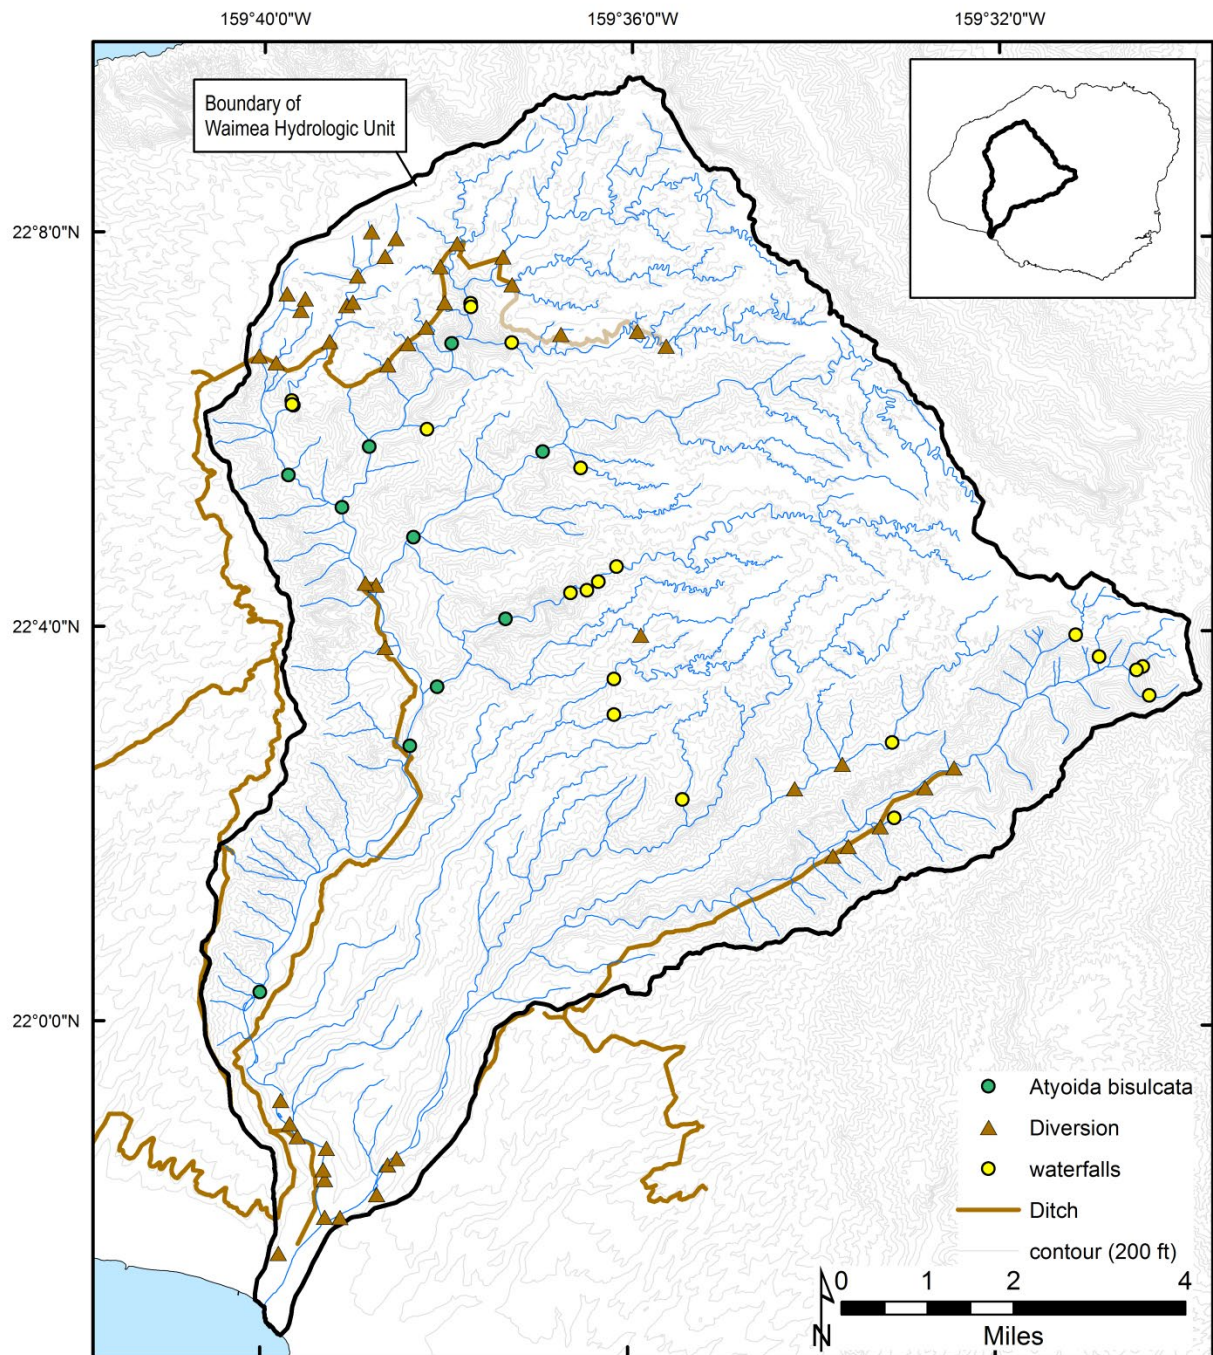 159°40'0"W
159°36'0"W
159°32'0"W
Boundary of
Waimea Hydrologic Unit
22°8'0"N
22°4'0"N
22°0'0"N
Atyoida bisulcata
Diversion
waterfalls
Ditch
contour (200 ft)
0 1 2 4
N
Miles